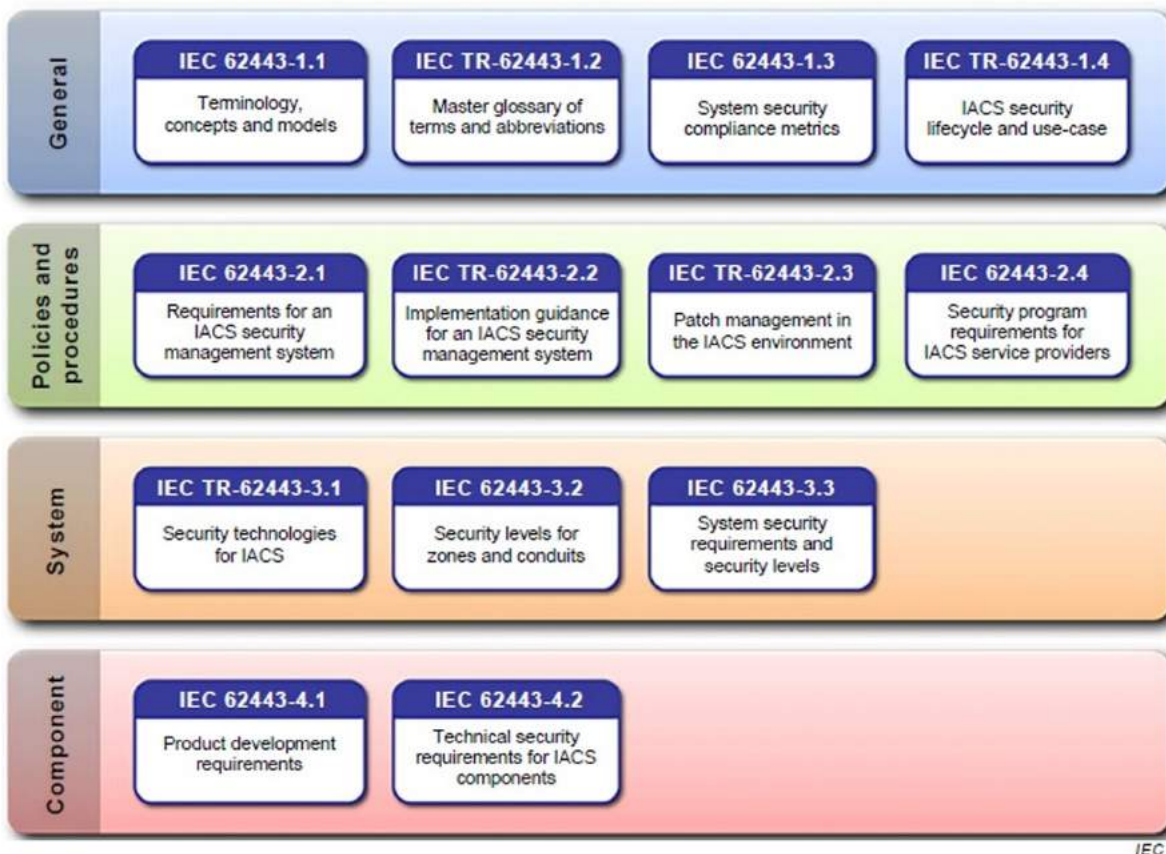 General
IEC 62443-1.1
Terminology,
concepts and models
IEC TR-62443-1.2
Master glossary of
terms and abbreviations
IEC 62443-1.3
System security
compliance metrics
IEC TR-62443-1.4
IACS security
lifecycle and use-case
Policies and
procedures
IEC 62443-2.1
Requirements for an
IACS security
management system
IEC TR-62443-2.2
Implementation guidance
for an IACS security
management system
IEC TR-62443-2.3
Patch management in
the IACS environment
IEC 62443-2.4
Security program
requirements for
IACS service providers
System
IEC TR-62443-3.1
Security technologies
for IACS
IEC 62443-3.2
Security levels for
zones and conduits
IEC 62443-3.3
System security
requirements and
security levels
Component
IEC 62443-4.1
Product development
requirements
IEC 62443-4.2
Technical security
requirements for IACS
components
IEC